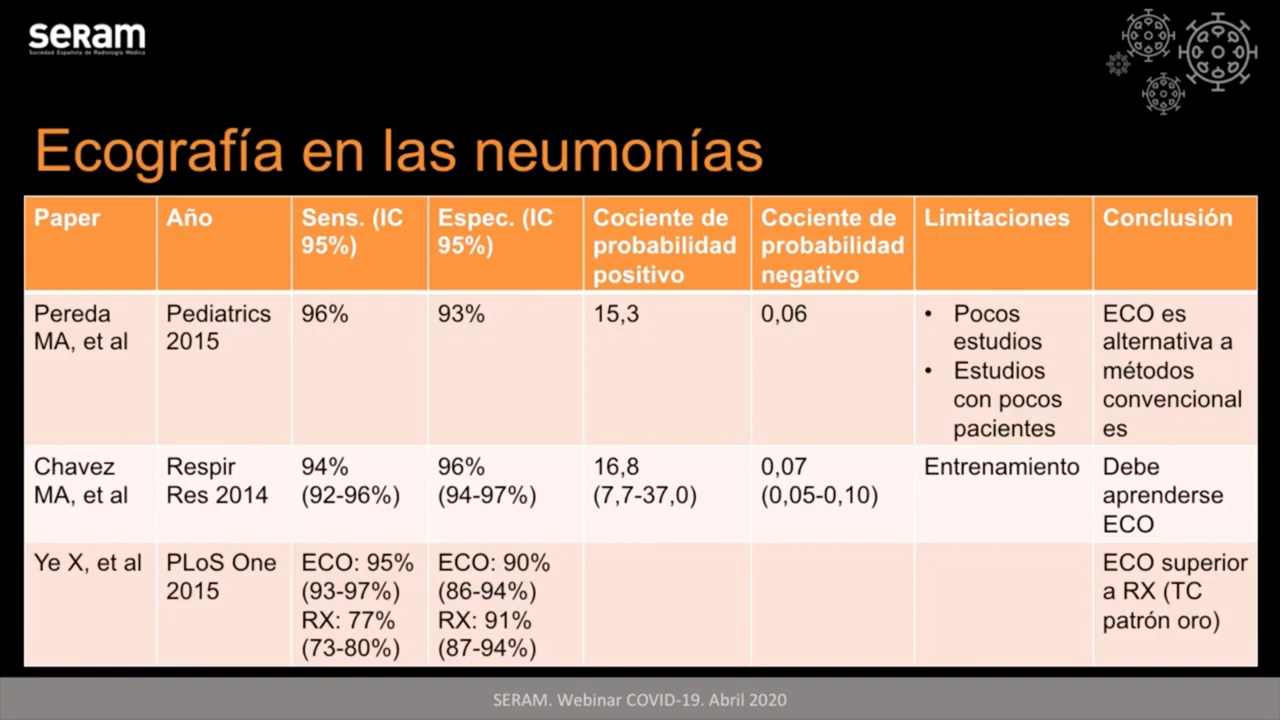 seram
Sociedad Española de Radiología Médica
Ecografía en las neumonías
Paper
Año
Sens. (IC
95%)
Espec. (IC
95%)
Cociente de
probabilidad
positivo
Cociente de
probabilidad
negativo
Limitaciones
Conclusión
Pereda
MA, et al
Pediatrics
2015
96%
93%
15,3
0,06
• Pocos
estudios
• Estudios
con pocos
pacientes
ECO es
alternativa a
métodos
convencional
es
Chavez
MA, et al
Respir
Res 2014
94%
(92-96%)
96%
(94-97%)
16,8
(7,7-37,0)
0,07
(0,05-0,10)
Entrenamiento
Debe
aprenderse
ECO
Ye X, et al
PLoS One
2015
ECO: 95%
(93-97%)
RX: 77%
(73-80%)
ECO: 90%
(86-94%)
RX: 91%
(87-94%)
ECO superior
a RX (TC
patrón oro)
SERAM. Webinar COVID-19. Abril 2020